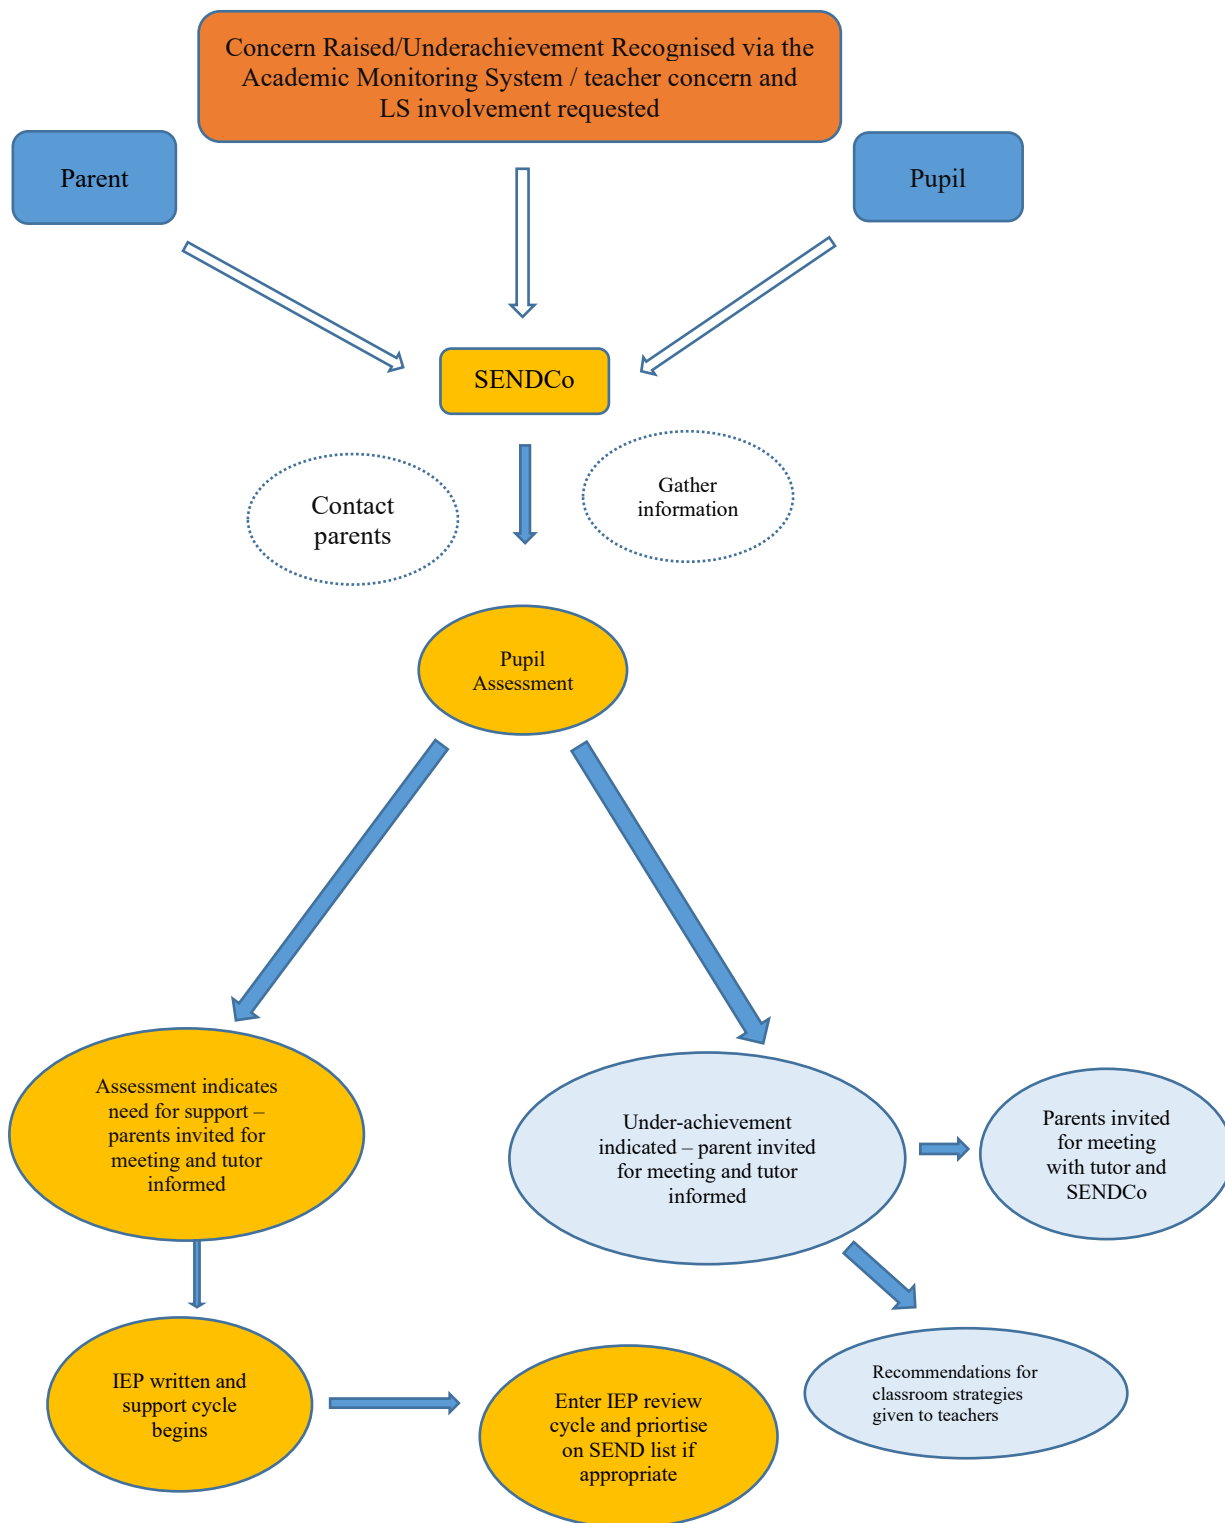 Concern Raised/Underachievement Recognised via the
Academic Monitoring System / teacher concern and
LS involvement requested
Parent
Pupil
SENDCo
Contact
parents
Gather
information
Pupil
Assessment
Assessment indicates
need for support –
parents invited for
meeting and tutor
informed
Under-achievement
indicated – parent invited
for meeting and tutor
informed
Parents invited
for meeting
with tutor and
SENDCo
IEP written and
support cycle
begins
Enter IEP review
cycle and priortise
on SEND list if
appropriate
Recommendations for
classroom strategies
given to teachers